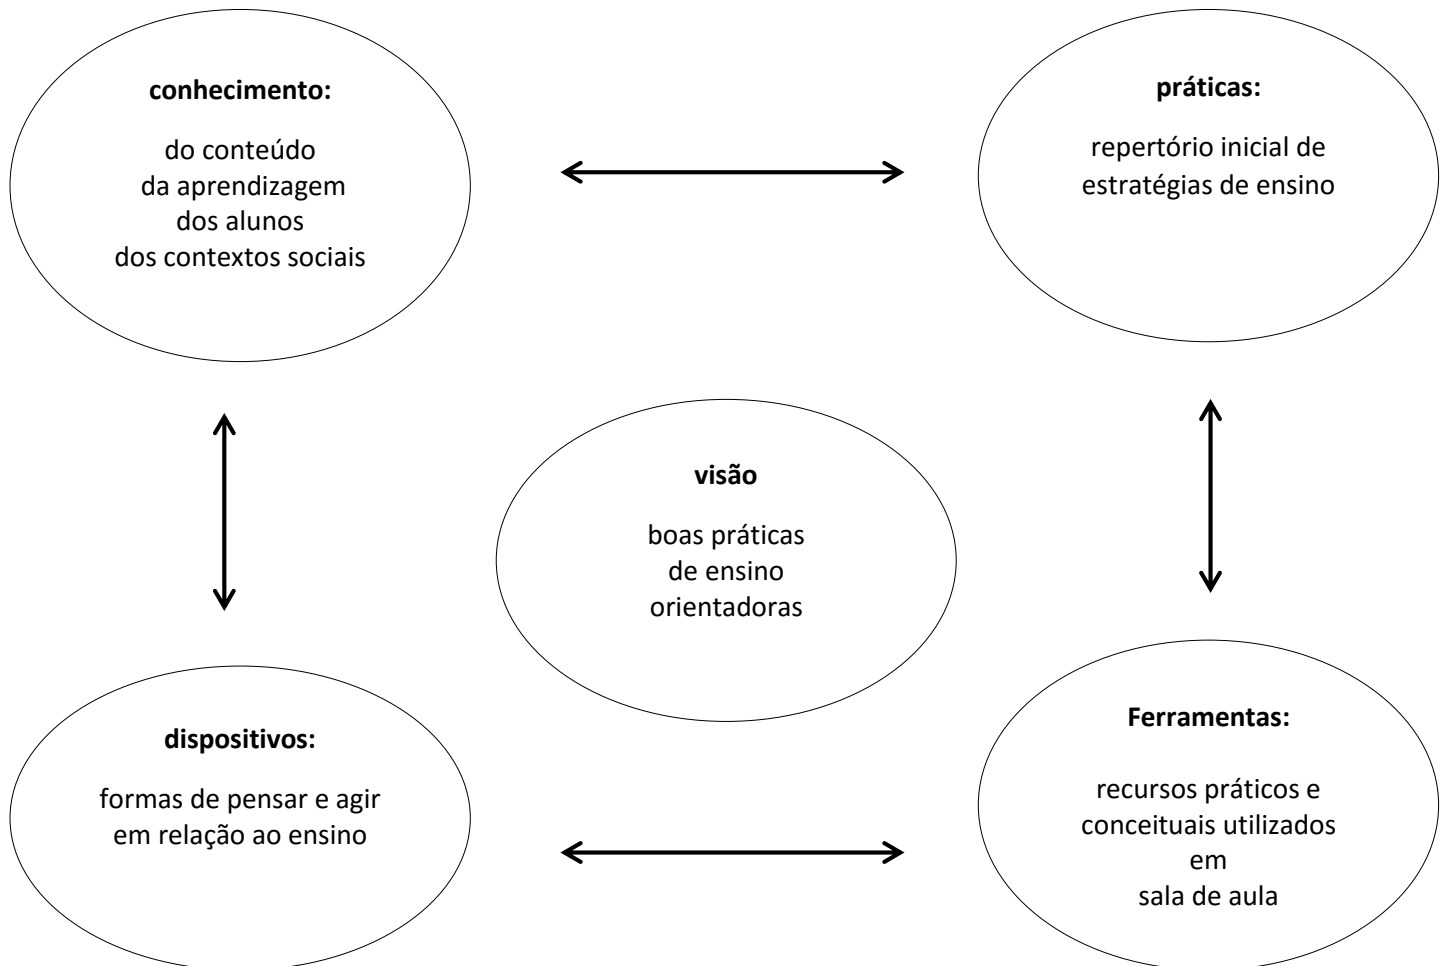 conhecimento:
do conteúdo
da aprendizagem
dos alunos
dos contextos sociais
práticas:
repertório inicial de
estratégias de ensino
visão
boas práticas
de ensino
orientadoras
dispositivos:
formas de pensar e agir
em relação ao ensino
Ferramentas:
recursos práticos e
conceituais utilizados
em
sala de aula